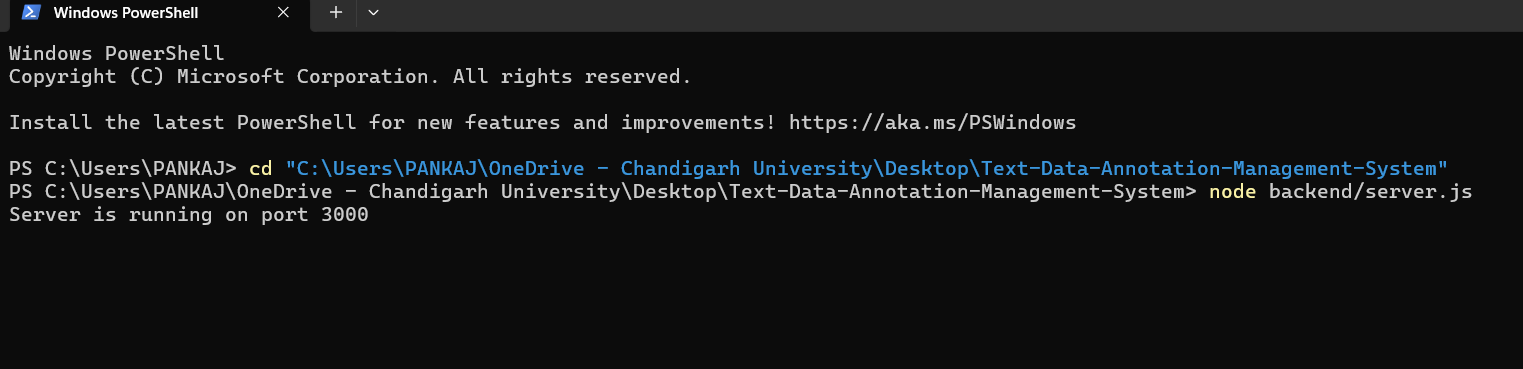 Windows PowerShell
Windows PowerShell
Copyright (C) Microsoft Corporation. All rights reserved.
Install the latest PowerShell for new features and improvements! https://aka.ms/PSWindows
PS C:\Users\PANKAJ> cd "C:\Users\PANKAJ\OneDrive - Chandigarh University\Desktop\Text-Data-Annotation-Management-System"
PS C:\Users\PANKAJ\OneDrive - Chandigarh University\Desktop\Text-Data-Annotation-Management-System> node backend/server.js
Server is running on port 3000